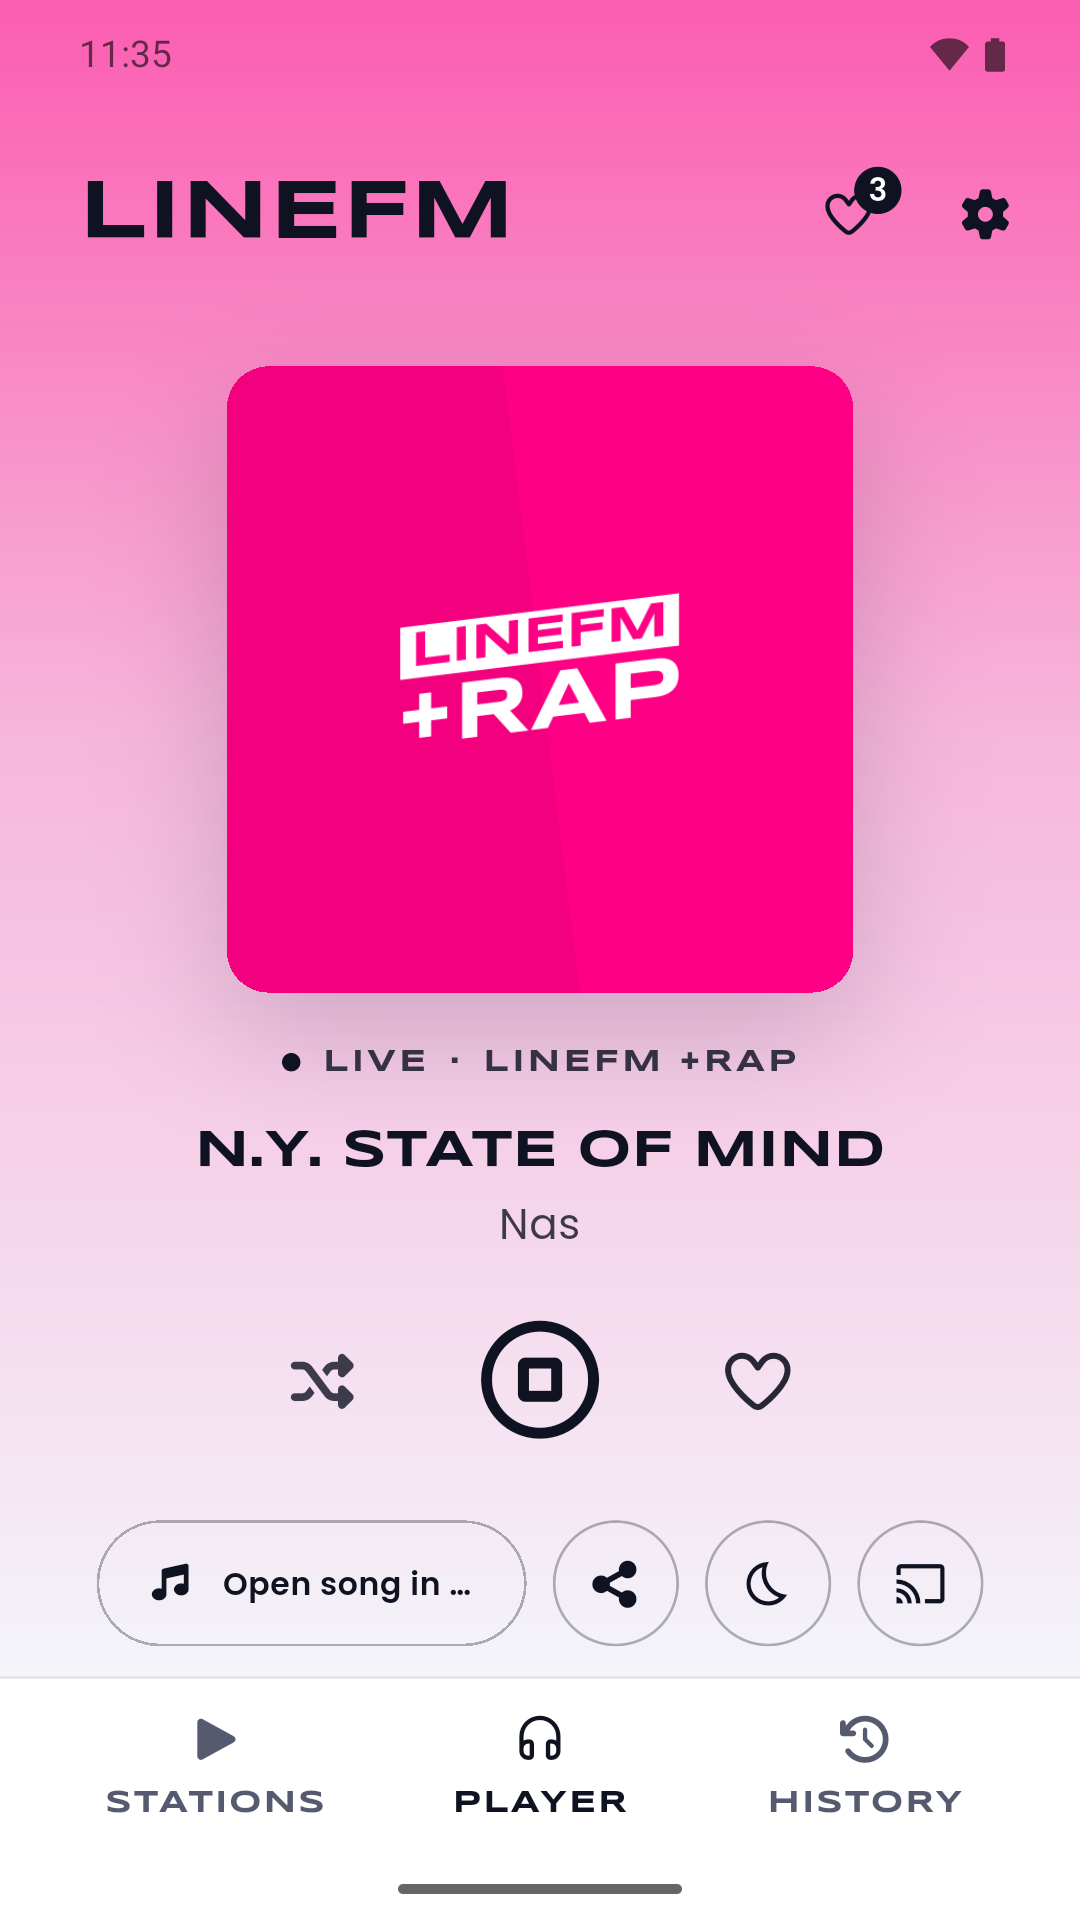 11:35
LINEFM
3
LINEFM
+RAP
LIVE · LINEFM +RAP
N.Y. STATE OF MIND
Nas
Open song in ...
STATIONS
PLAYER
HISTORY